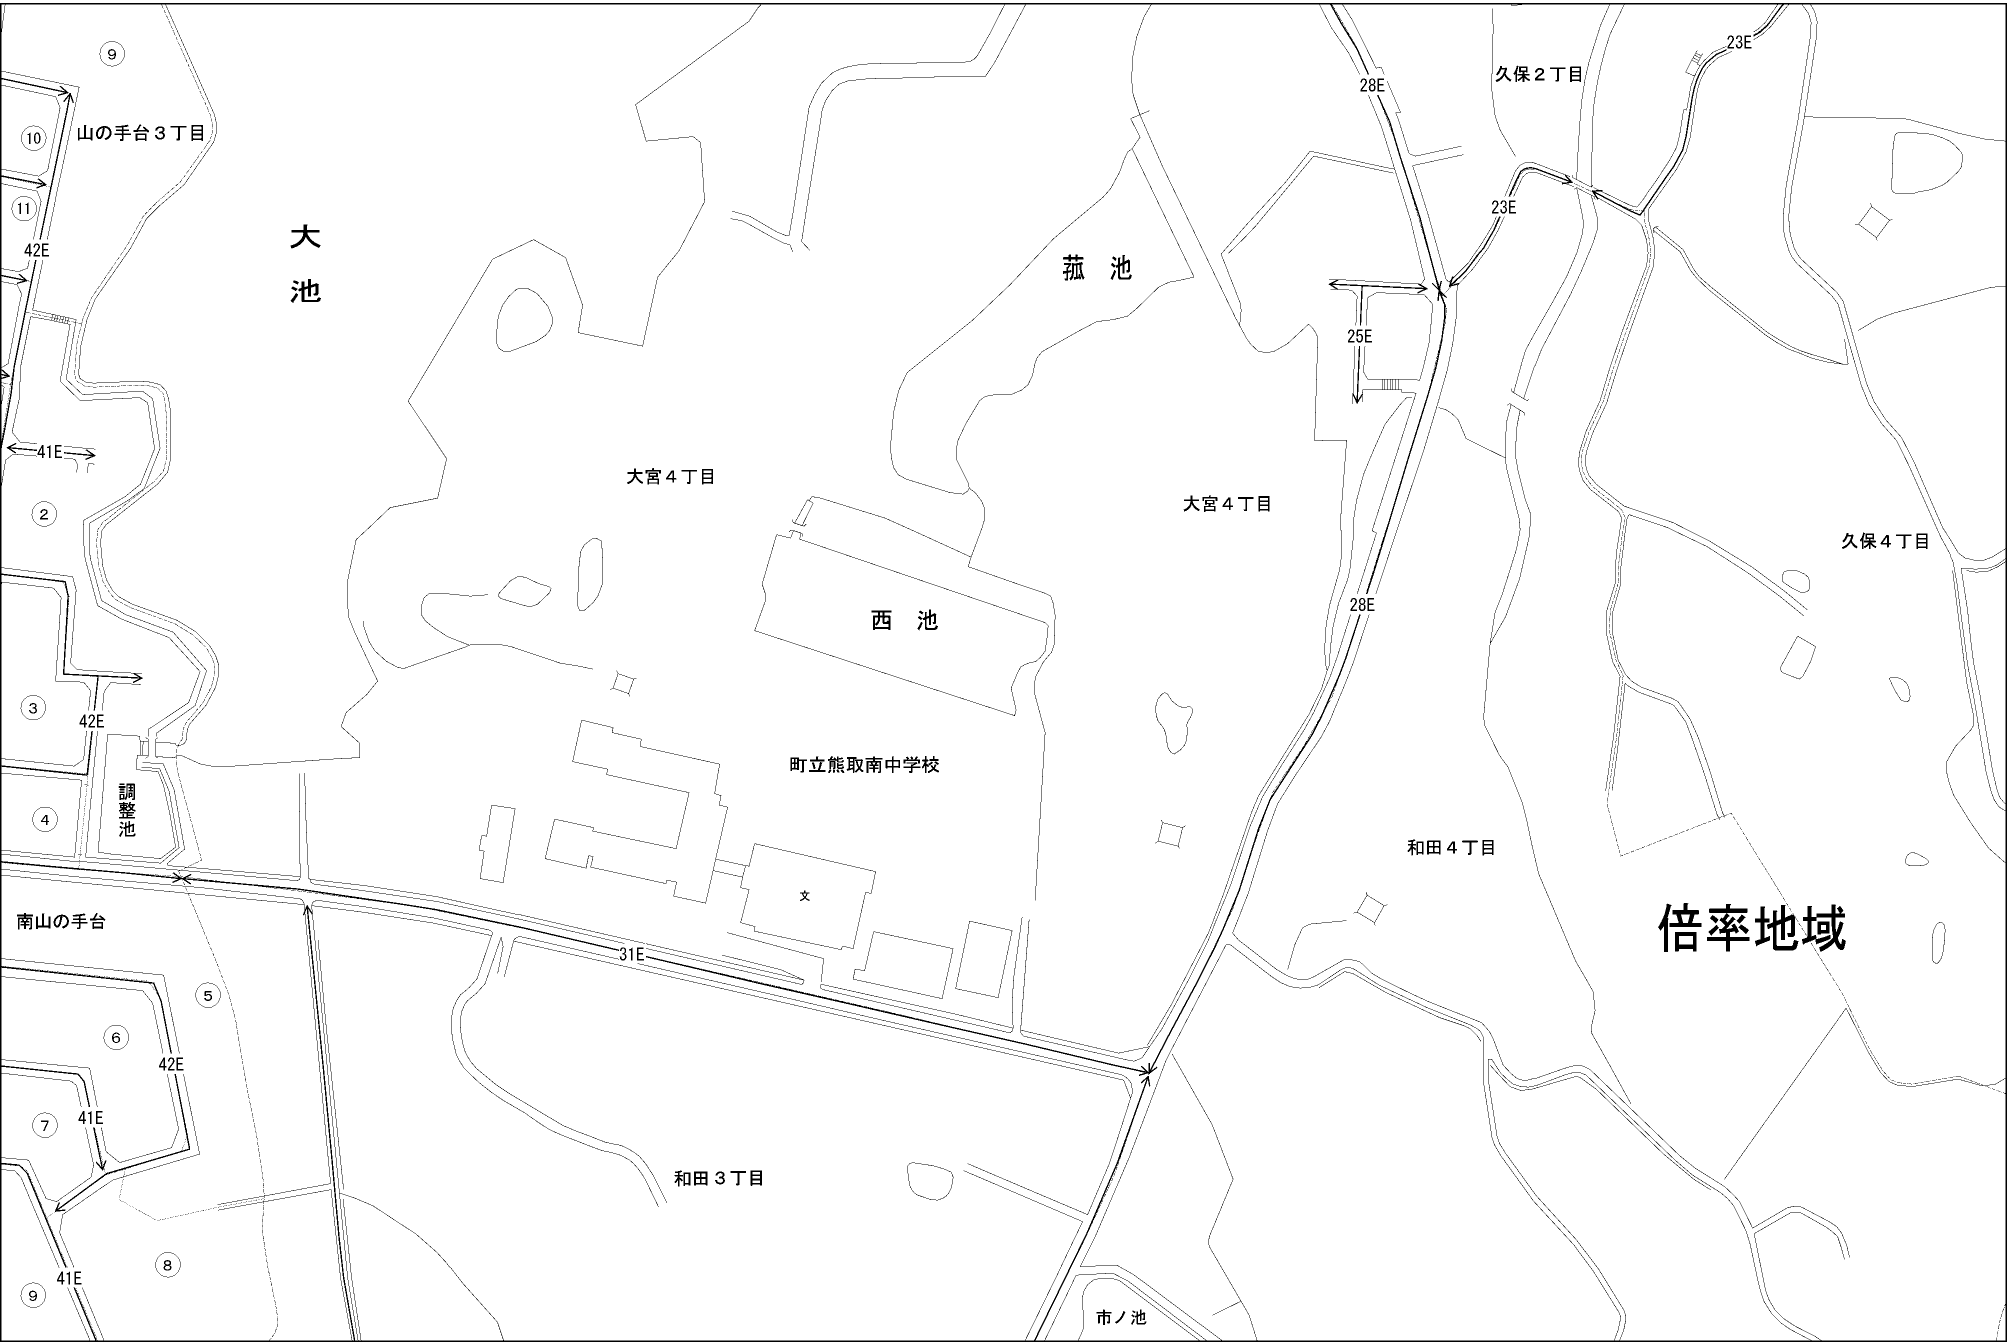 ⑨
23E
久保２丁目
28E
⑩
山の手台３丁目
⑪
23E
大池
42E
菰池
25E
41E
大宮４丁目
大宮４丁目
②
久保４丁目
28E
西池
③
42E
町立熊取南中学校
調整池
④
和田４丁目
文
南山の手台
倍率地域
31E
⑤
⑥
42E
41E
⑦
和田３丁目
⑧
41E
⑨
市ノ池